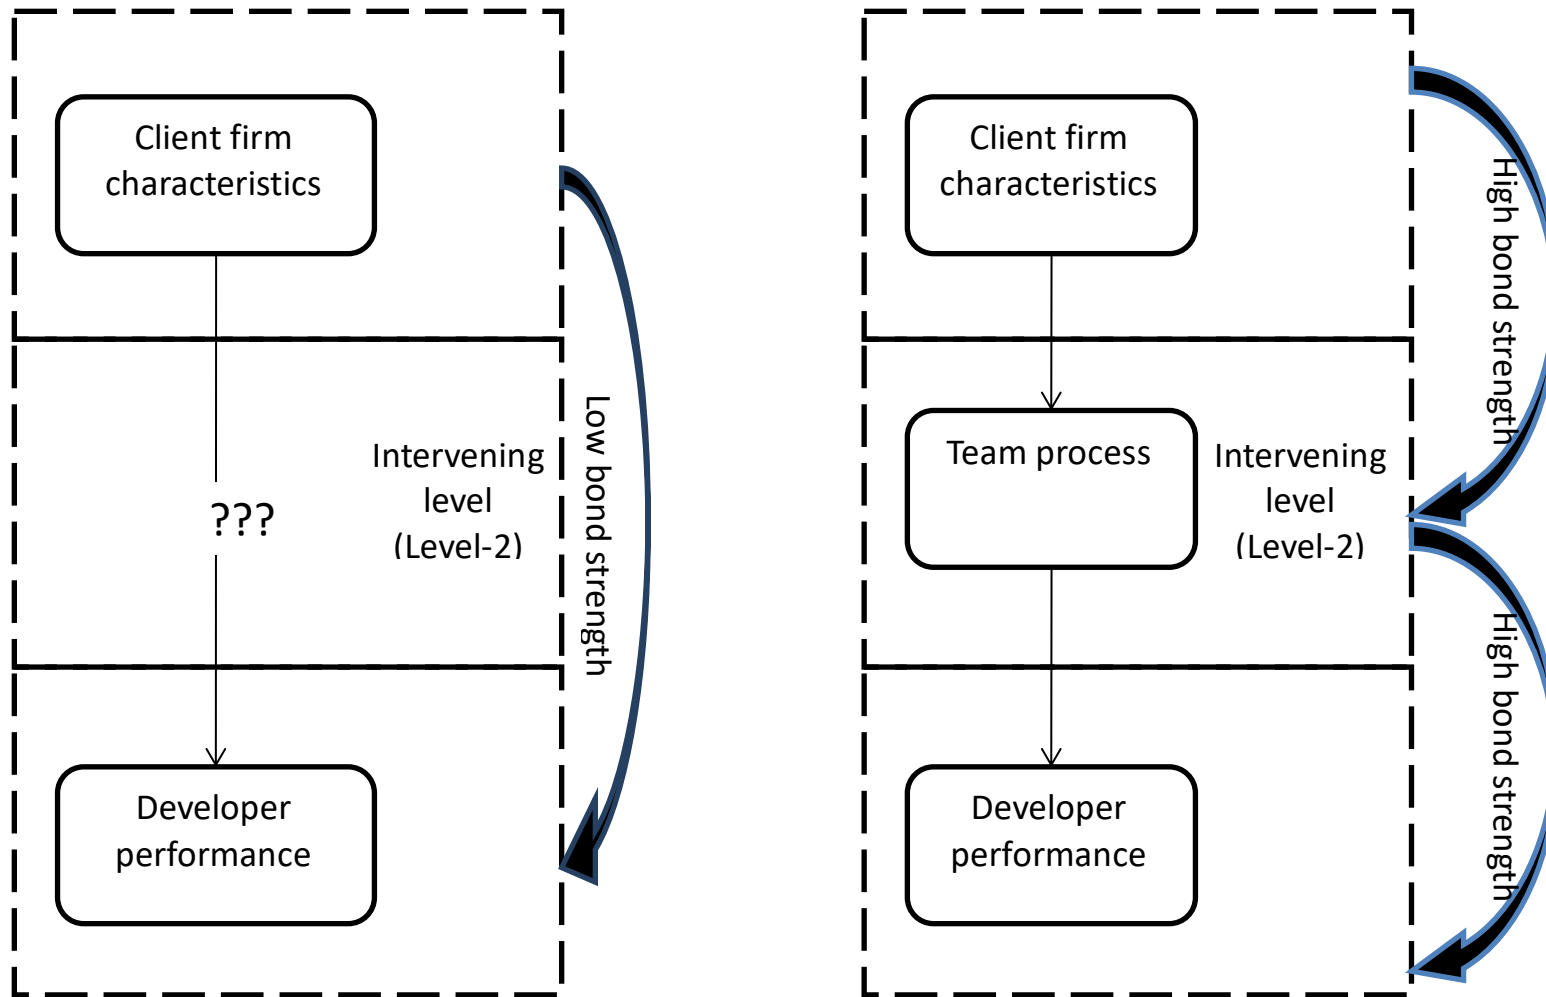 Client firm
characteristics
???
Intervening
level
(Level-2)
Low bond strength
Developer
performance
Client firm
characteristics
High bond strength
Team process
Intervening
level
(Level-2)
High bond strength
Developer
performance